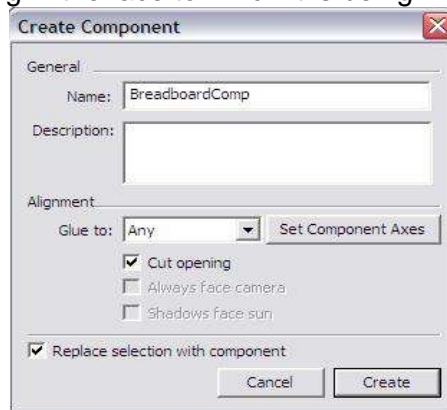 Create Component
General
Name: BreadboardComp
Description:
Alignment
Glue to: Any Set Component Axes
Cut opening
Always face camera
Shadows face sun
Replace selection with component
Cancel Create